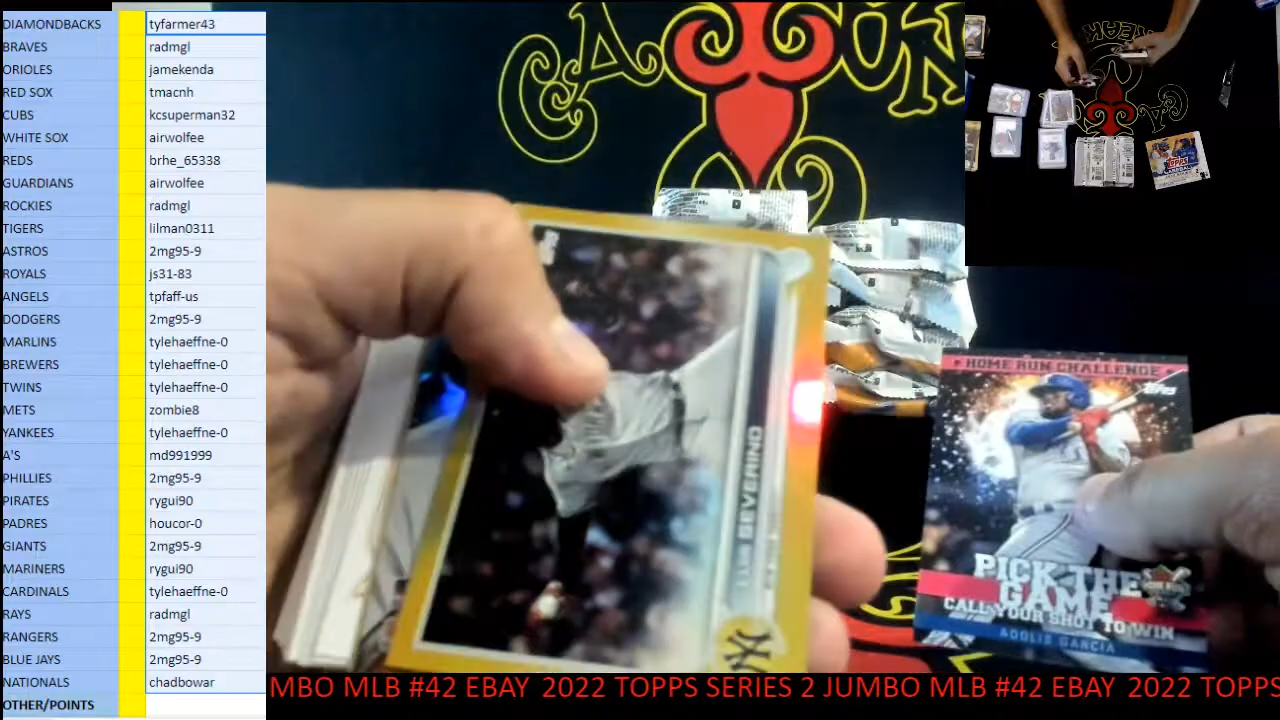 DIAMONDBACKS tyfarmer43
BRAVES radmgl
ORIOLES jamekenda
RED SOX tmacnh
CUBS kcsuperman32
WHITE SOX airwolfee
REDS brhe_65338
GUARDIANS airwolfee
ROCKIES radmgl
TIGERS lilman0311
ASTROS 2mg95-9
ROYALS js31-83
ANGELS tpfaff-us
DODGERS 2mg95-9
MARLINS tylehaeffne-0
BREWERS tylehaeffne-0
TWINS tylehaeffne-0
METS zombie8
YANKEES tylehaeffne-0
A'S md991999
PHILLIES 2mg95-9
PIRATES rygui90
PADRES houcor-0
GIANTS 2mg95-9
MARINERS rygui90
CARDINALS tylehaeffne-0
RAYS radmgl
RANGERS 2mg95-9
BLUE JAYS 2mg95-9
NATIONALS chadbowar
OTHER/POINTS
LUIS SEVERINO
NY
HOME RUN CHALLENGE
TOPPS
PICK THE
GAME
CALL YOUR SHOT TO WIN
ADOLIS GARCIA
TOPPS
MBO MLB #42 EBAY 2022 TOPPS SERIES 2 JUMBO MLB #42 EBAY 2022 TOPPS